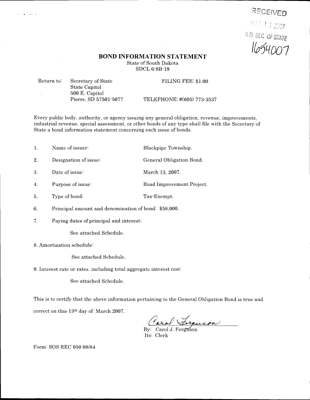 RECEIVED
2007
S.D. SEC. OF STATE
1654007
BOND INFORMATION STATEMENT
State of South Dakota
SDCL 6-8B-19
Return to: Secretary of State FILING FEE: $1.00
State Capitol
500 E. Capitol
Pierre, SD 57501-5077 TELEPHONE: #(605) 773-3537
Every public body, authority, or agency issuing any general obligation, revenue, improvements,
industrial revenue, special assessment, or other bonds of any type shall file with the Secretary of
State a bond information statement concerning each issue of bonds.
1. Name of issuer: Blackpipe Township.
2. Designation of issue: General Obligation Bond.
3. Date of issue: March 13, 2007.
4. Purpose of issue: Road Improvement Project.
5. Type of bond: Tax-Exempt.
6. Principal amount and denomination of bond: $58,000.
7. Paying dates of principal and interest:
See attached Schedule.
8. Amortization schedule:
See attached Schedule.
9. Interest rate or rates, including total aggregate interest cost:
See attached Schedule.
This is to certify that the above information pertaining to the General Obligation Bond is true and
correct on this 13th day of March 2007.
Carol Ferguson
By: Carol J. Ferguson
Its: Clerk
Form: SOS REC 050 08/84